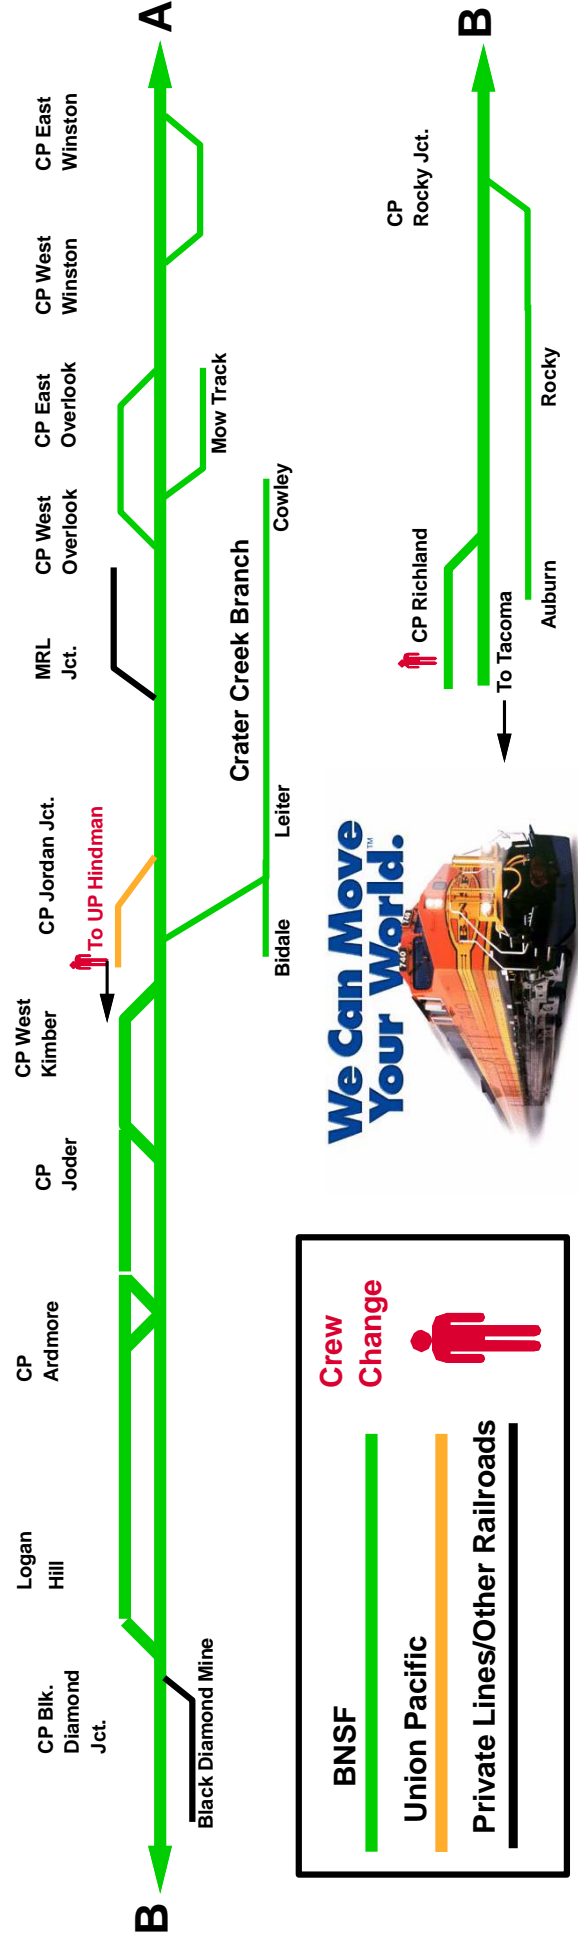 B
A
CP Blk.
Diamond
Jct.
Logan
Hill
CP
Ardmore
CP
Joder
CP West
Kimber
CP Jordan Jct.
To UP Hindman
MRL
Jct.
CP West
Overlook
CP East
Overlook
CP West
Winston
CP East
Winston
Black Diamond Mine
Mow Track
Crater Creek Branch
Bidale
Leiter
Cowley
BNSF
Union Pacific
Private Lines/Other Railroads
Crew
Change
We Can Move
Your World.™
740
CP Richland
To Tacoma
Auburn
Rocky
CP
Rocky Jct.
B